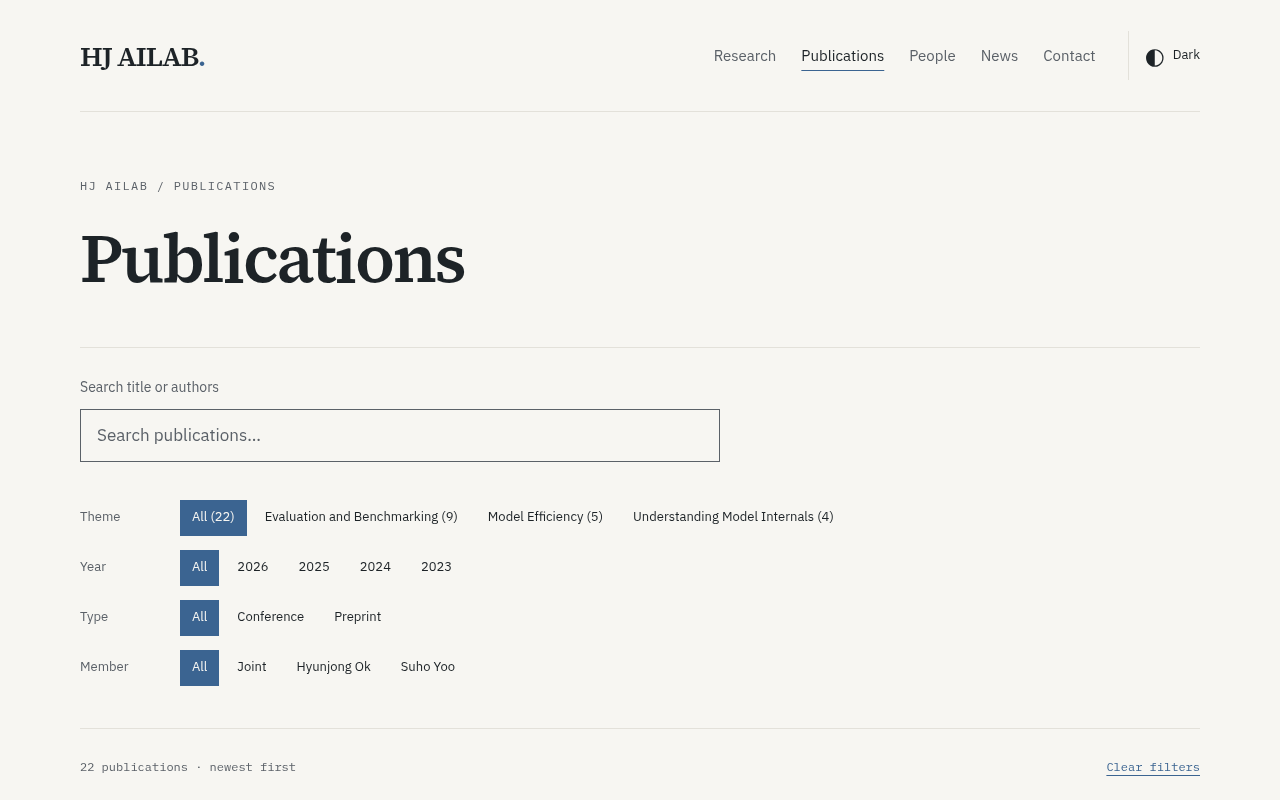 HJ AILAB.
Research Publications People News Contact Dark
HJ AILAB / PUBLICATIONS
Publications
Search title or authors
Search publications…
Theme All (22) Evaluation and Benchmarking (9) Model Efficiency (5) Understanding Model Internals (4)
Year All 2026 2025 2024 2023
Type All Conference Preprint
Member All Joint Hyunjong Ok Suho Yoo
22 publications · newest first Clear filters